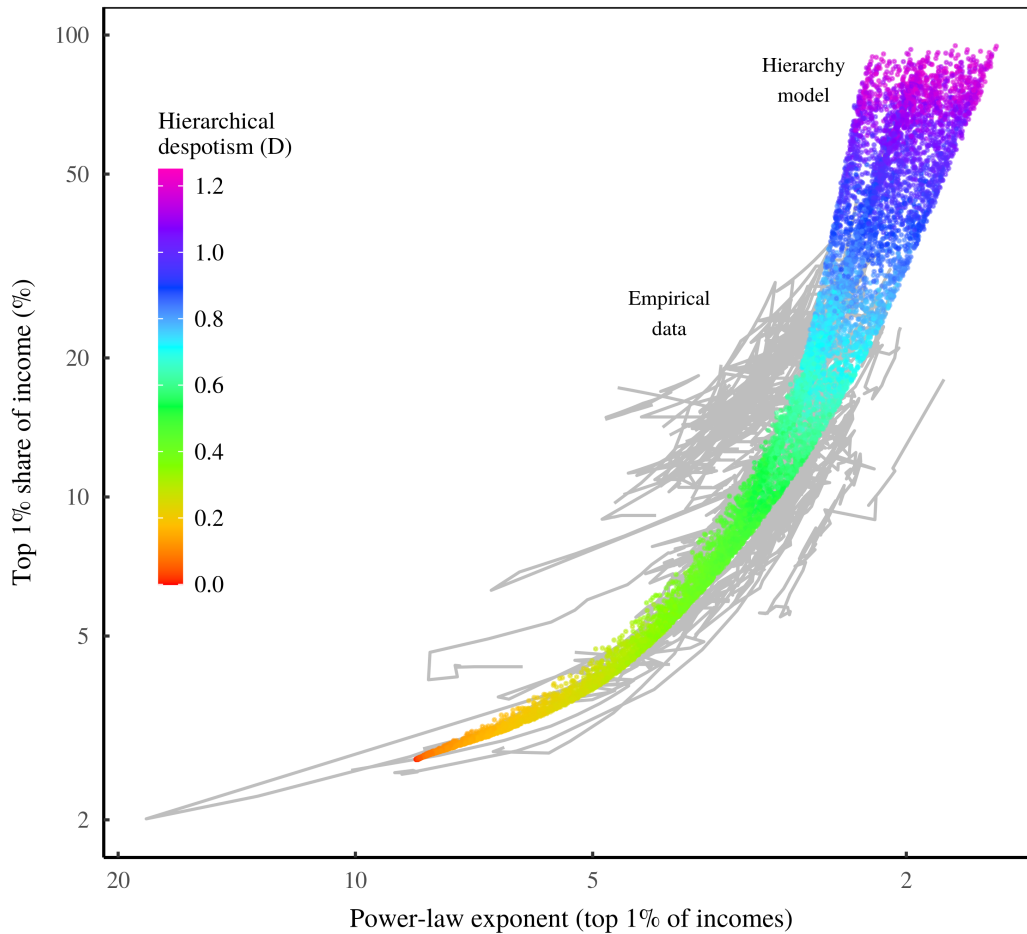 100
50
20
10
5
2
Top 1% share of income (%)
Hierarchical
despotism (D)
1.2
1.0
0.8
0.6
0.4
0.2
0.0
Hierarchy
model
Empirical
data
20
10
5
2
Power-law exponent (top 1% of incomes)